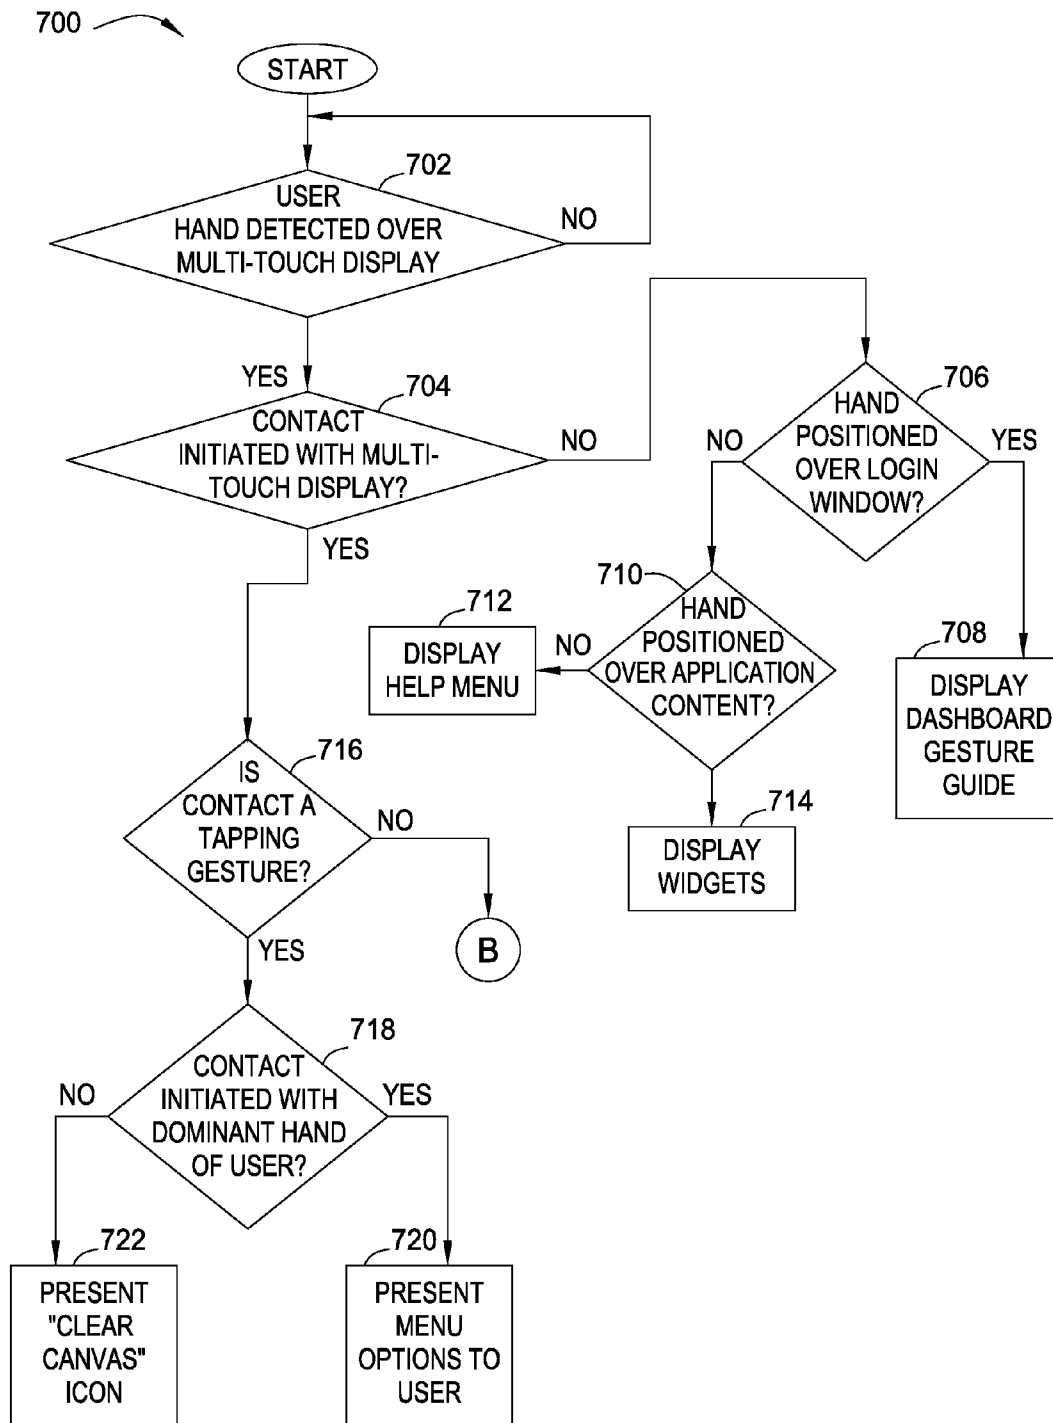 700
START
702
USER
HAND DETECTED OVER
MULTI-TOUCH DISPLAY
NO
YES
704
CONTACT
INITIATED WITH MULTI-
TOUCH DISPLAY?
NO
YES
706
HAND
POSITIONED
OVER LOGIN
WINDOW?
NO
YES
708
DISPLAY
DASHBOARD
GESTURE
GUIDE
710
HAND
POSITIONED
OVER APPLICATION
CONTENT?
NO
712
DISPLAY
HELP MENU
714
DISPLAY
WIDGETS
716
IS
CONTACT A
TAPPING
GESTURE?
NO
B
YES
718
CONTACT
INITIATED WITH
DOMINANT HAND
OF USER?
NO
YES
722
PRESENT
"CLEAR
CANVAS"
ICON
720
PRESENT
MENU
OPTIONS TO
USER